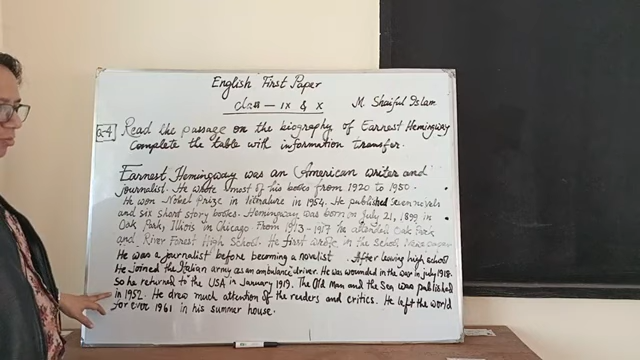 English First Paper
Class — IX & X M. Shaiful Islam
Q-4 Read the passage on the biography of Earnest Hemingway
Complete the table with information transfer.
Earnest Hemingway was an American writer and
journalist. He wrote most of his books from 1920 to 1950.
He won Nobel Prize in literature in 1954. He published seven novels
and six short story books. Hemingway was born on July 21, 1899 in
Oak Park, Illiois in Chicago. From 1913-1917 he attended Oak Park
and River Forest High School. He first wrote in the School Newspaper
He was a journalist before becoming a novelist. After leaving high school
He Joined the Italian army as an ambulance driver. He was wounded in the war in july 1918.
So he returned to the USA in January 1919. The Old Man and the Sea was published
in 1952. He drew much attention of the readers and critics. He left the world
for ever 1961 in his summer house.